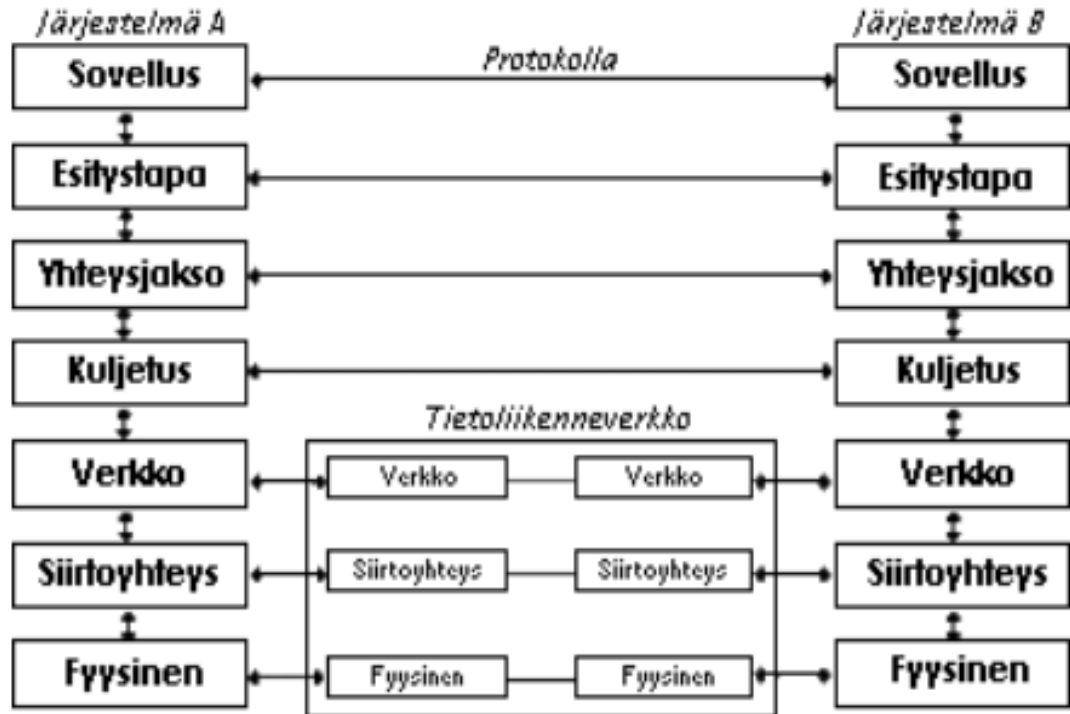 Järjestelmä A
Järjestelmä B
Protokolla
Sovellus
Sovellus
Esitystapa
Esitystapa
Yhteysjakso
Yhteysjakso
Kuljetus
Kuljetus
Tietoliikenneverkko
Verkko
Verkko
Verkko
Verkko
Siirtoyhteys
Siirtoyhteys
Siirtoyhteys
Siirtoyhteys
Fyysinen
Fyysinen
Fyysinen
Fyysinen